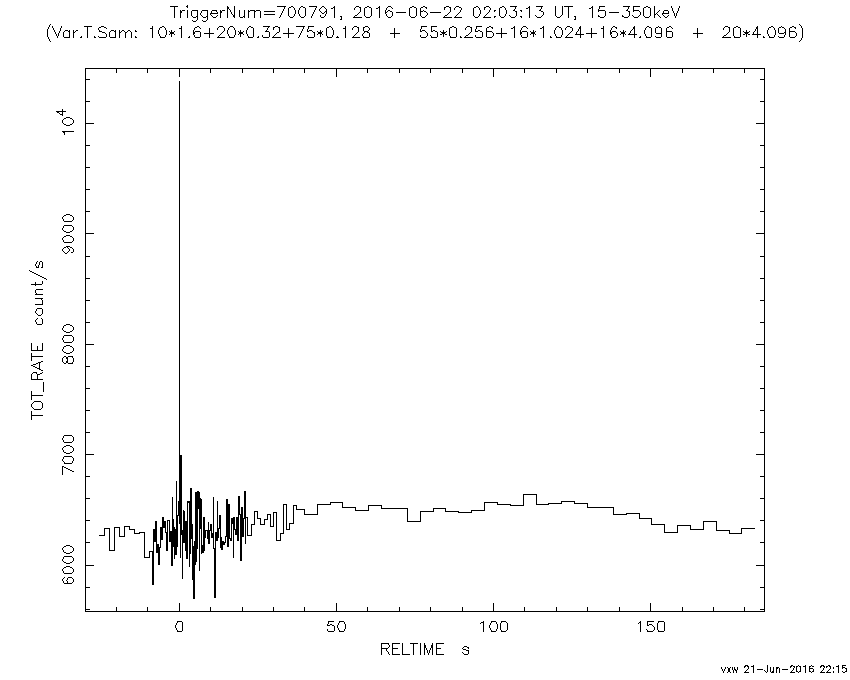 TriggerNum=700791, 2016-06-22 02:03:13 UT, 15-350keV
(Var.T.Sam: 10*1.6+20*0.32+75*0.128 + 55*0.256+16*1.024+16*4.096 + 20*4.096)
TOT_RATE count/s
10⁴
9000
8000
7000
6000
0 50 100 150
RELTIME s
vxw 21-Jun-2016 22:15